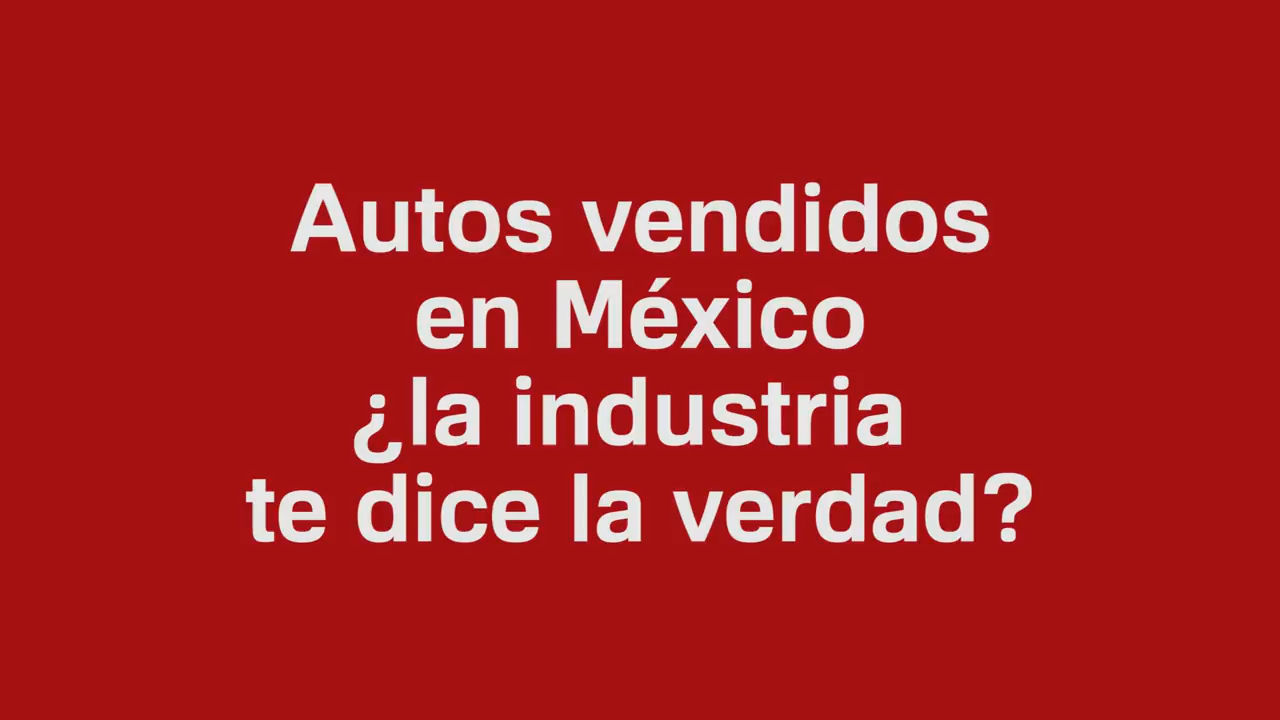 Autos vendidos
en México
¿la industria
te dice la verdad?